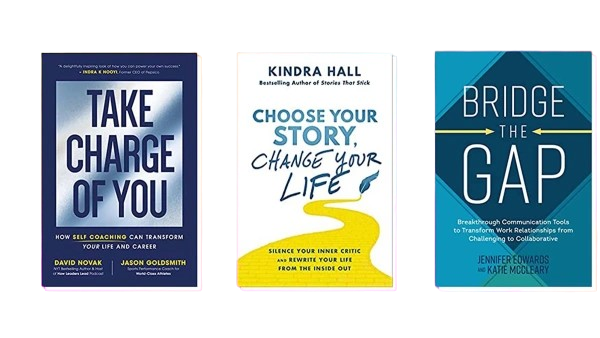 "A delightfully inspiring look at how you can power your own success."
– INDRA K NOOYI, Former CEO of Pepsico
TAKE
CHARGE
OF YOU
HOW SELF COACHING CAN TRANSFORM
YOUR LIFE AND CAREER
DAVID NOVAK
NYT Bestselling Author & Host
of How Leaders Lead Podcast
JASON GOLDSMITH
Sports Performance Coach for
World-Class Athletes
KINDRA HALL
Bestselling Author of Stories That Stick
CHOOSE YOUR
STORY,
CHANGE YOUR
LIFE
SILENCE YOUR INNER CRITIC
AND REWRITE YOUR LIFE
FROM THE INSIDE OUT
BRIDGE
THE
GAP
Breakthrough Communication Tools
to Transform Work Relationships from
Challenging to Collaborative
JENNIFER EDWARDS
AND KATIE MCCLEARY